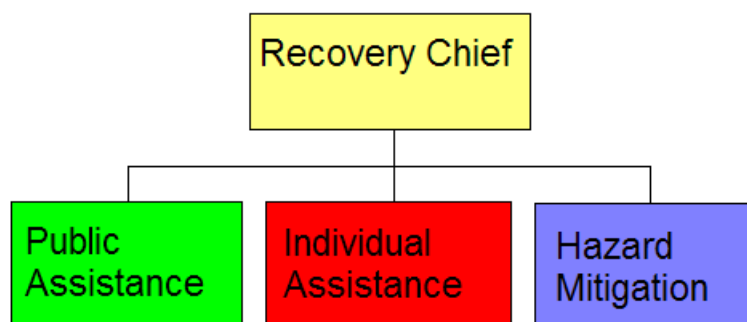 Recovery Chief
Public
Assistance
Individual
Assistance
Hazard
Mitigation